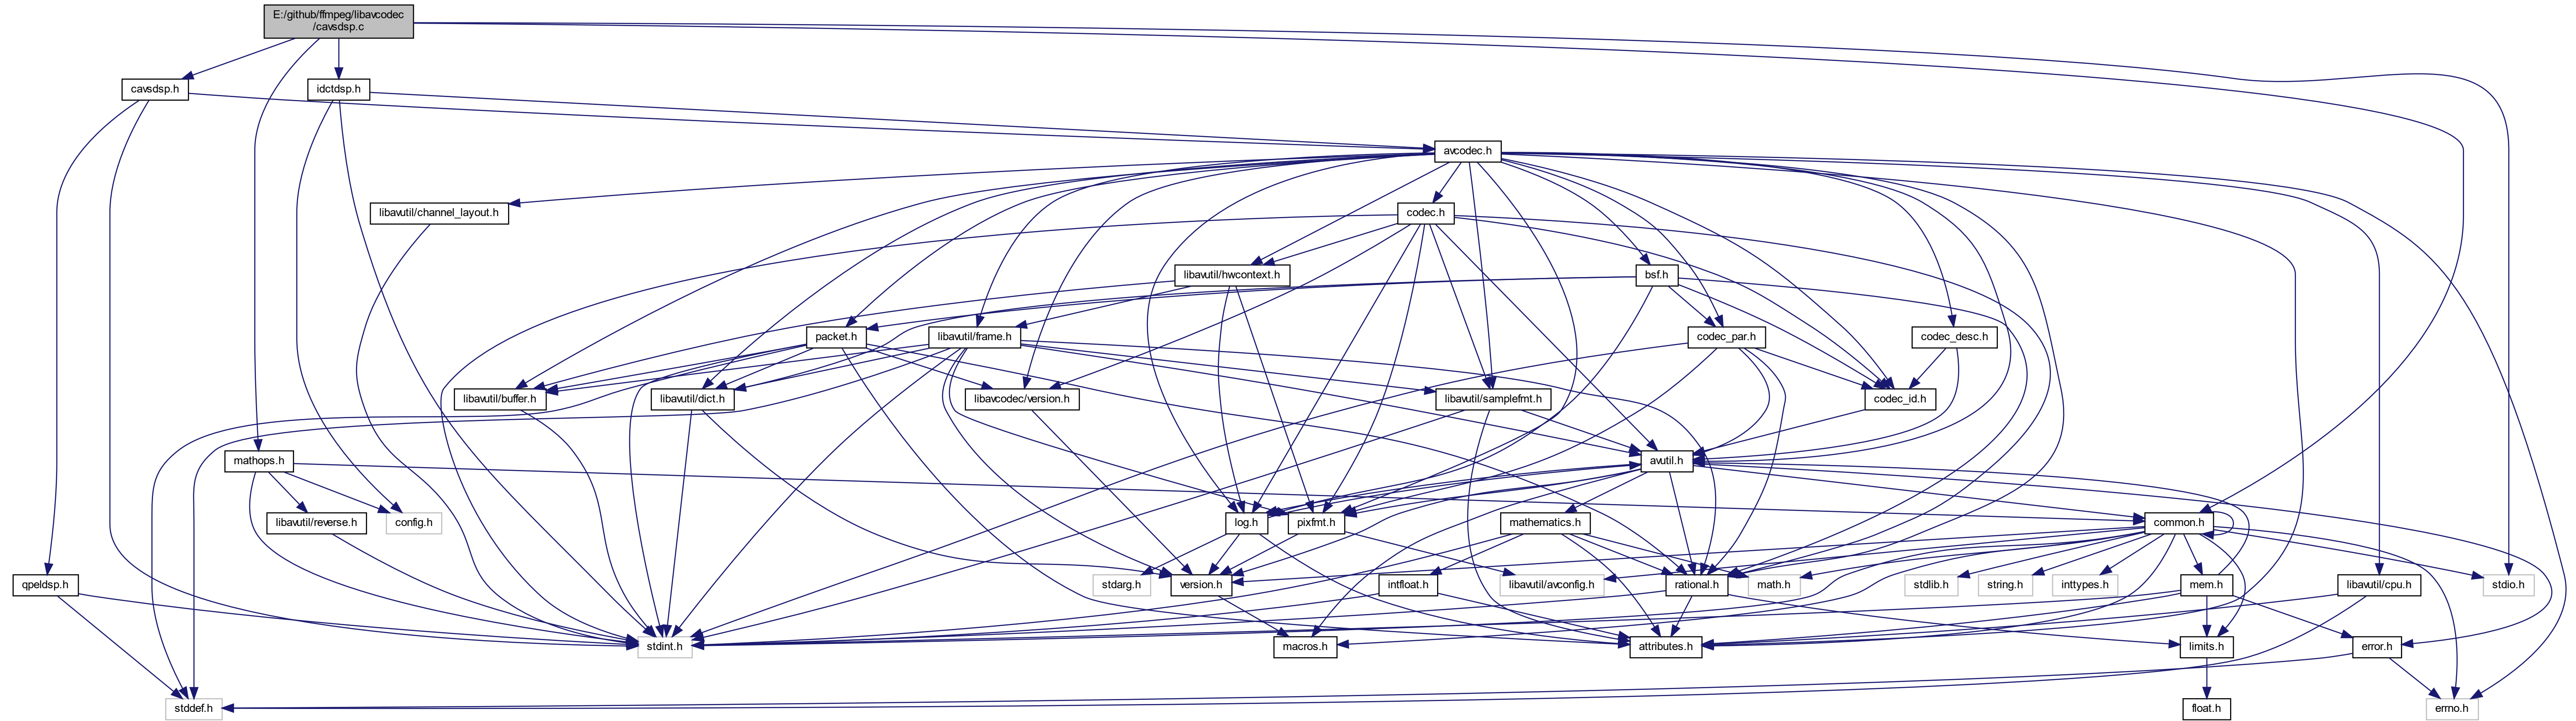 E:/github/ffmpeg/libavcodec
/cavsdsp.c
cavsdsp.h
idctdsp.h
avcodec.h
libavutil/channel_layout.h
codec.h
libavutil/hwcontext.h
bsf.h
packet.h
libavutil/frame.h
codec_par.h
codec_desc.h
libavutil/buffer.h
libavutil/dict.h
libavcodec/version.h
libavutil/samplefmt.h
codec_id.h
mathops.h
avutil.h
libavutil/reverse.h
config.h
log.h
pixfmt.h
mathematics.h
common.h
qpeldsp.h
stdarg.h
version.h
intfloat.h
libavutil/avconfig.h
rational.h
math.h
stdlib.h
string.h
inttypes.h
mem.h
libavutil/cpu.h
stdio.h
stdint.h
macros.h
attributes.h
limits.h
error.h
stddef.h
float.h
errno.h